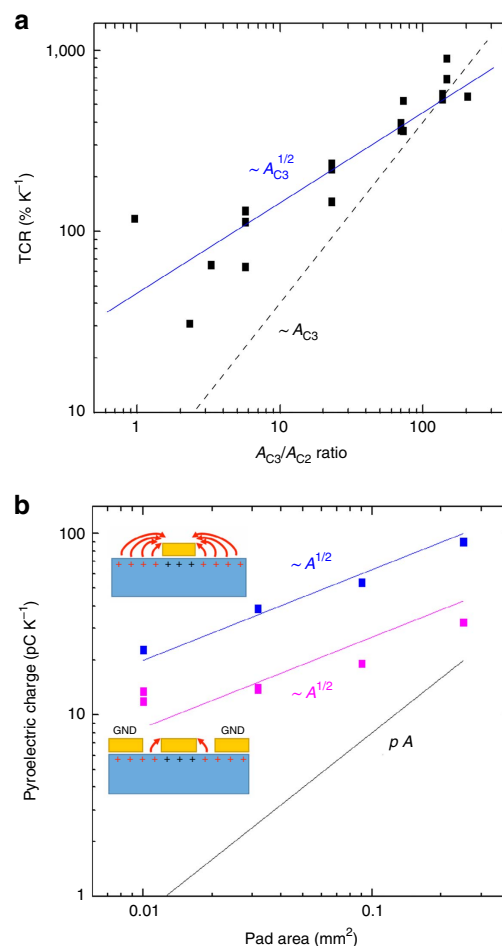 a
1,000
100
10
TCR (% K⁻¹)
~ A_C3^1/2
~ A_C3
1 10 100
A_C3/A_C2 ratio
b
100
10
1
Pyroelectric charge (pC K⁻¹)
+ + + + + + + + + + +
~ A^1/2
~ A^1/2
GND GND
+ + + + + + + + + + +
p A
0.01 0.1
Pad area (mm²)